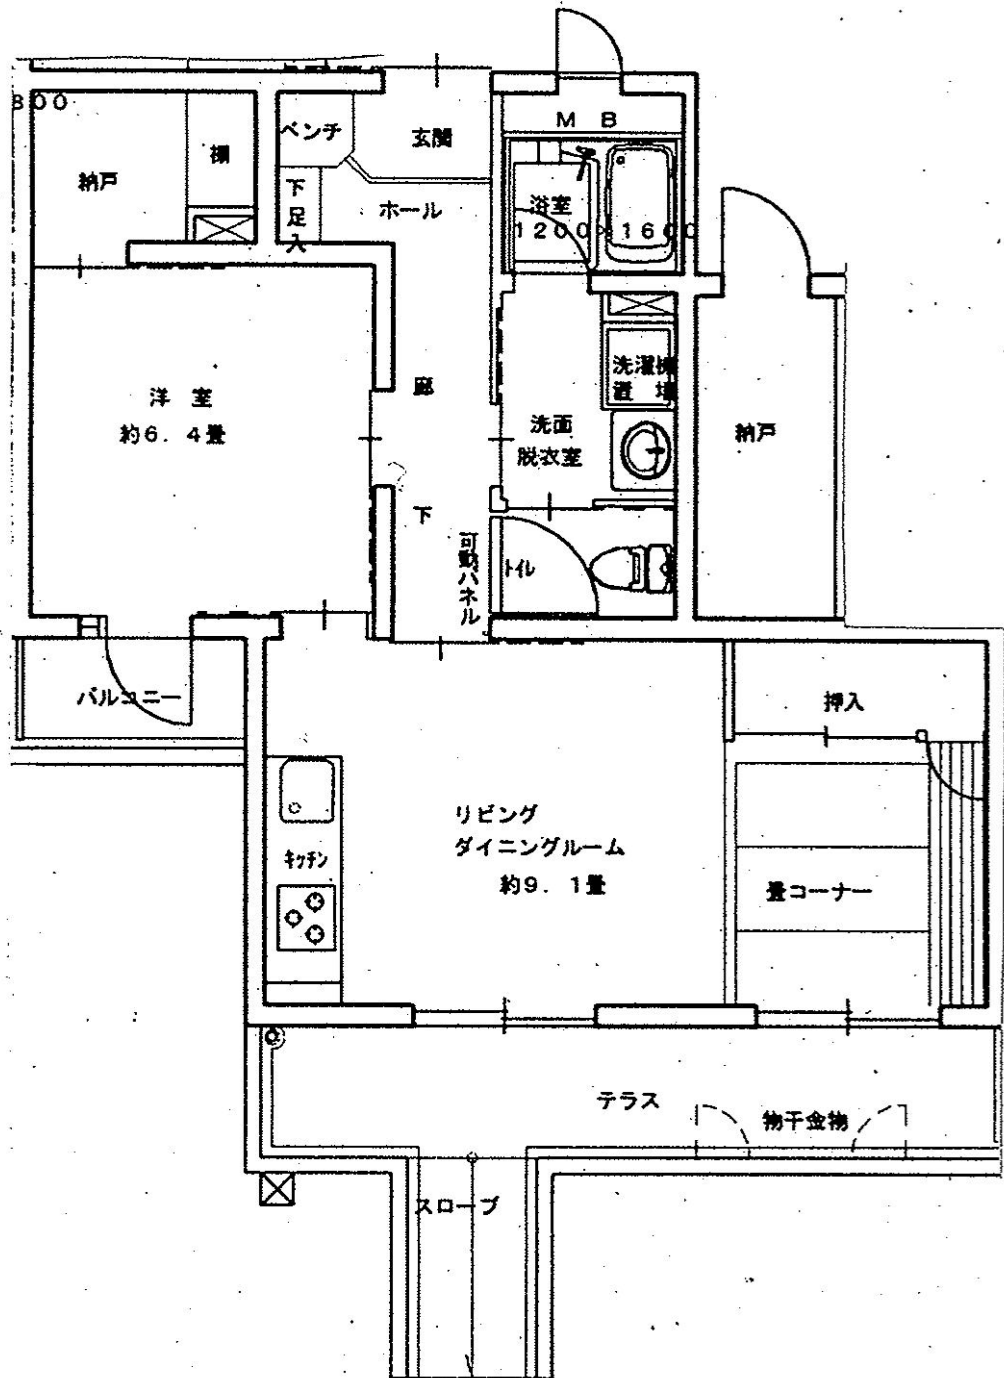 800
MB
ベンチ
玄関
棚
納戸
下足入
ホール
浴室
1200×1600
洋室
約6.4畳
廊下
洗濯機
置場
洗面
脱衣室
納戸
可動パネル
トイレ
バルコニー
押入
リビング
ダイニングルーム
約9.1畳
キッチン
畳コーナー
テラス
物干金物
スロープ